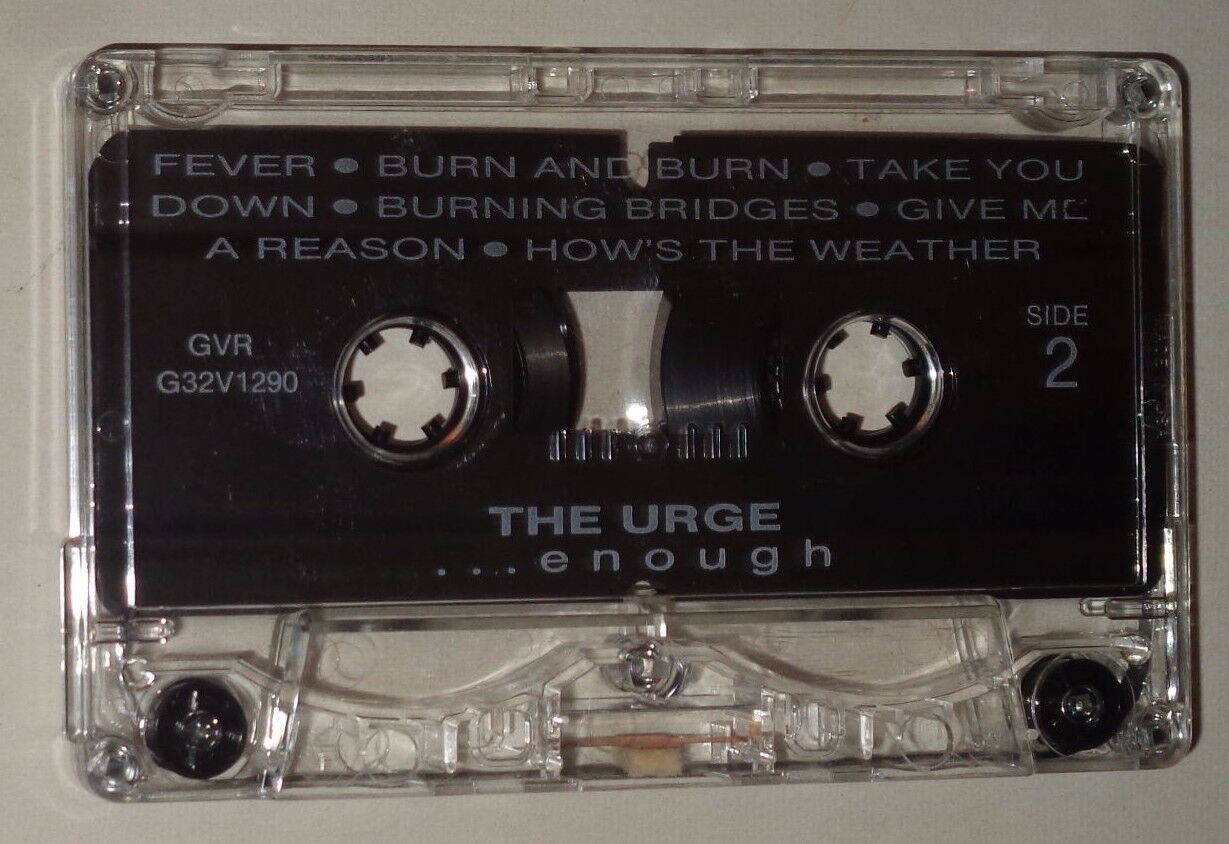 FEVER • BURN AND BURN • TAKE YOU
DOWN • BURNING BRIDGES • GIVE ME
A REASON • HOW'S THE WEATHER
GVR
G32V1290
SIDE
2
THE URGE
...enough